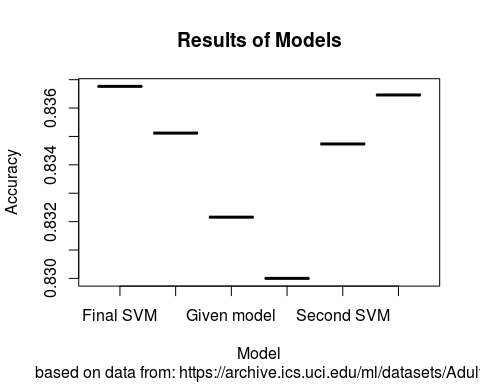 Results of Models
Accuracy
0.836
0.834
0.832
0.830
Final SVM Given model Second SVM
Model
based on data from: https://archive.ics.uci.edu/ml/datasets/Adul